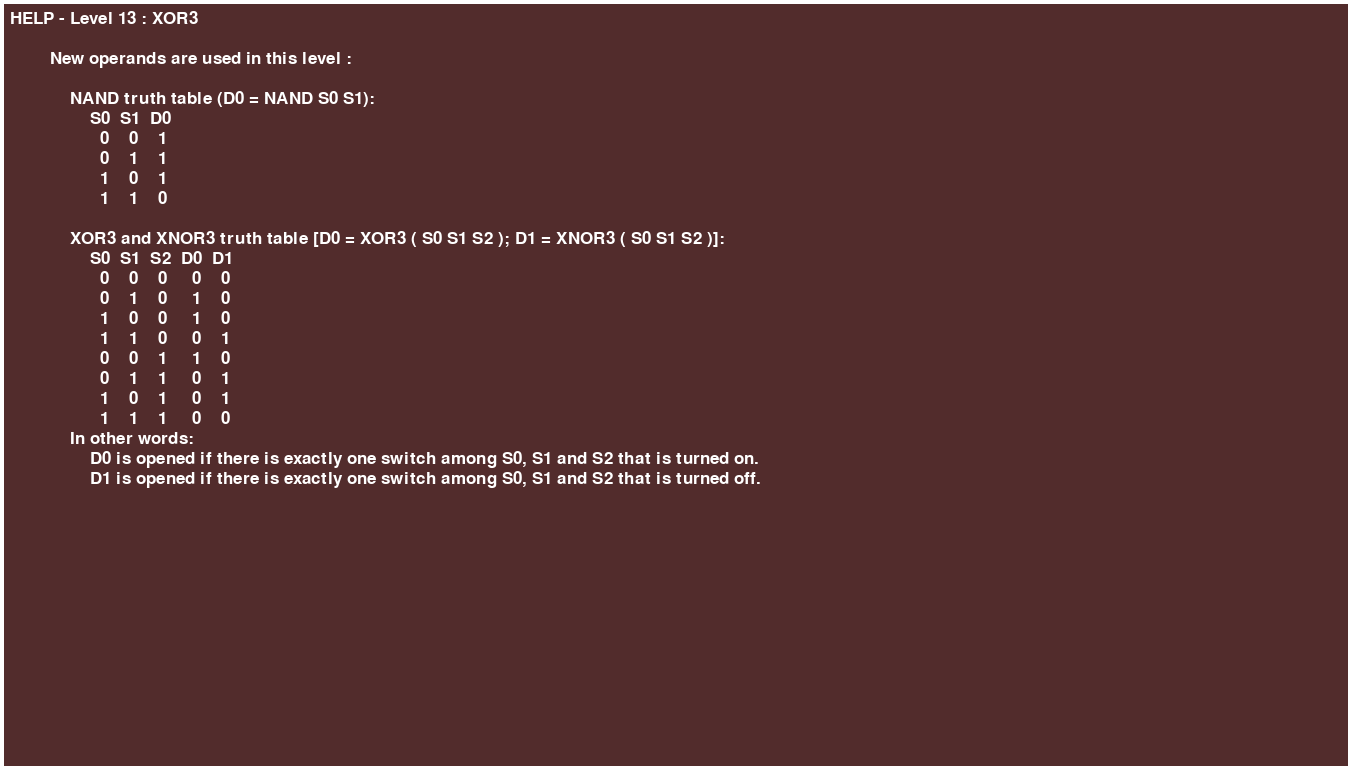 HELP - Level 13 : XOR3
New operands are used in this level :
NAND truth table (D0 = NAND S0 S1):
S0 S1 D0
0 0 1
0 1 1
1 0 1
1 1 0
XOR3 and XNOR3 truth table [D0 = XOR3 ( S0 S1 S2 ); D1 = XNOR3 ( S0 S1 S2 )]:
S0 S1 S2 D0 D1
0 0 0 0 0
0 1 0 1 0
1 0 0 1 0
1 1 0 0 1
0 0 1 1 0
0 1 1 0 1
1 0 1 0 1
1 1 1 0 0
In other words:
D0 is opened if there is exactly one switch among S0, S1 and S2 that is turned on.
D1 is opened if there is exactly one switch among S0, S1 and S2 that is turned off.